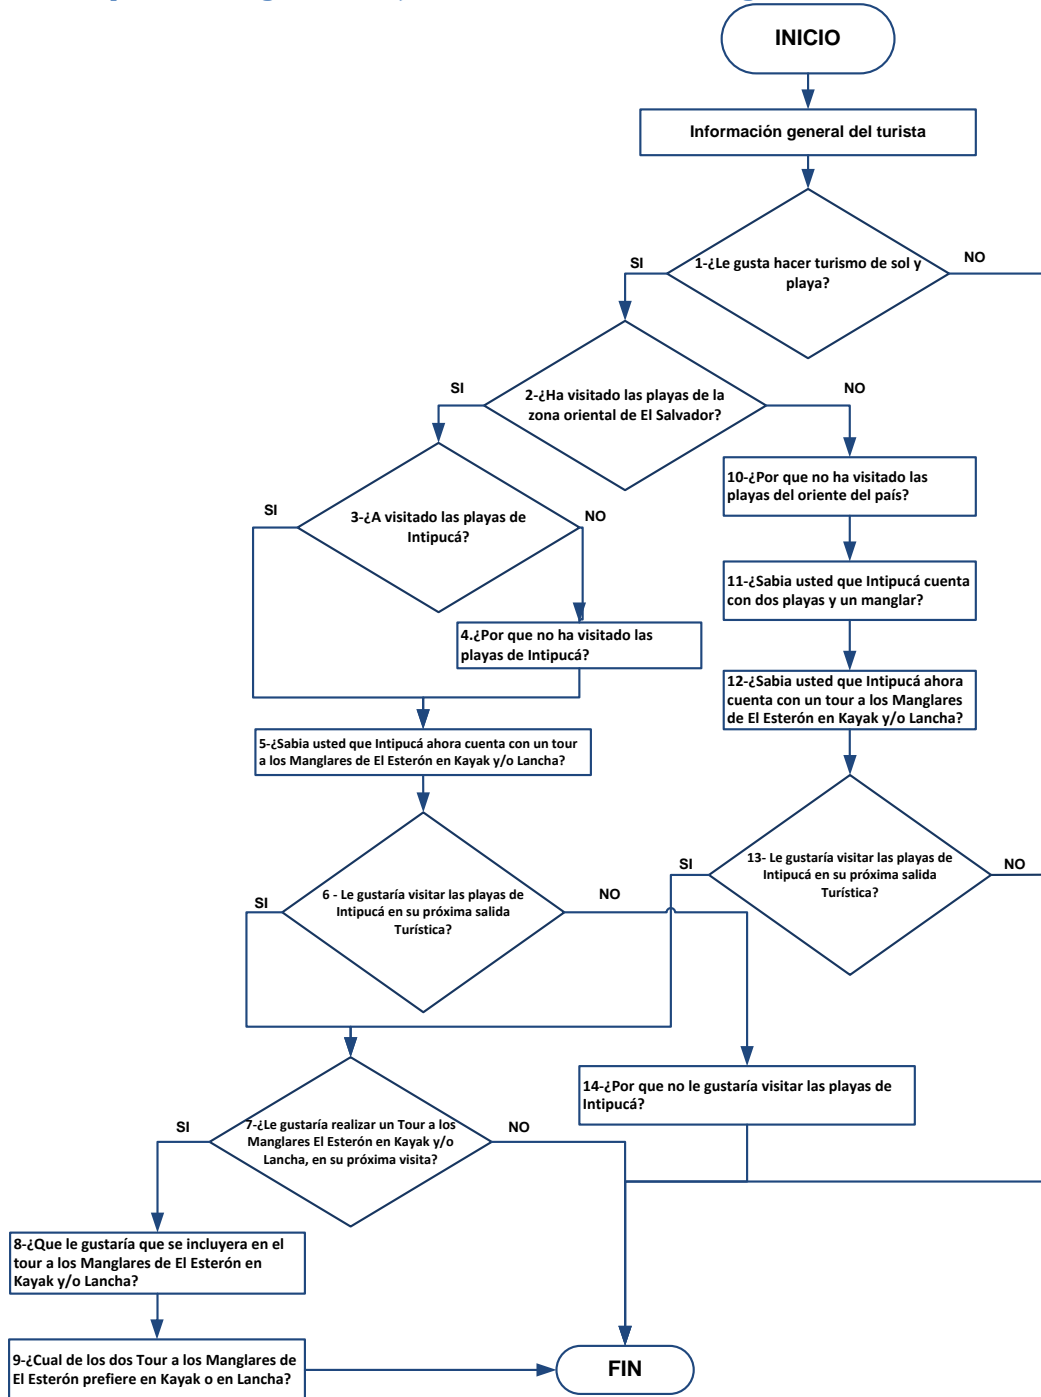 INICIO
Información general del turista
1-¿Le gusta hacer turismo de sol y
playa?
SI
NO
2-¿Ha visitado las playas de la
zona oriental de El Salvador?
SI
NO
3-¿A visitado las playas de
Intipucá?
SI
NO
10-¿Por que no ha visitado las
playas del oriente del país?
11-¿Sabia usted que Intipucá cuenta
con dos playas y un manglar?
4.¿Por que no ha visitado las
playas de Intipucá?
12-¿Sabia usted que Intipucá ahora
cuenta con un tour a los Manglares
de El Esterón en Kayak y/o Lancha?
5-¿Sabia usted que Intipucá ahora cuenta con un tour
a los Manglares de El Esterón en Kayak y/o Lancha?
13- Le gustaría visitar las playas de
Intipucá en su próxima salida
Turística?
SI
NO
6 - Le gustaría visitar las playas de
Intipucá en su próxima salida
Turística?
SI
NO
14-¿Por que no le gustaría visitar las playas de
Intipucá?
7-¿Le gustaría realizar un Tour a los
Manglares El Esterón en Kayak y/o
Lancha, en su próxima visita?
SI
NO
8-¿Que le gustaría que se incluyera en el
tour a los Manglares de El Esterón en
Kayak y/o Lancha?
9-¿Cual de los dos Tour a los Manglares de
El Esterón prefiere en Kayak o en Lancha?
FIN